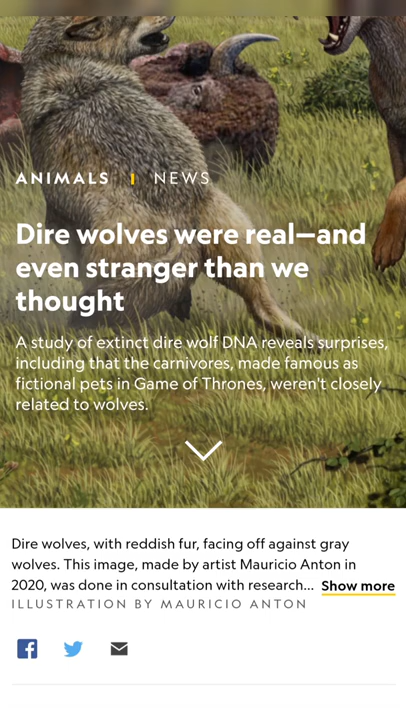 ANIMALS | NEWS
Dire wolves were real—and
even stranger than we
thought
A study of extinct dire wolf DNA reveals surprises,
including that the carnivores, made famous as
fictional pets in Game of Thrones, weren't closely
related to wolves.
Dire wolves, with reddish fur, facing off against gray
wolves. This image, made by artist Mauricio Anton in
2020, was done in consultation with research... Show more
ILLUSTRATION BY MAURICIO ANTON